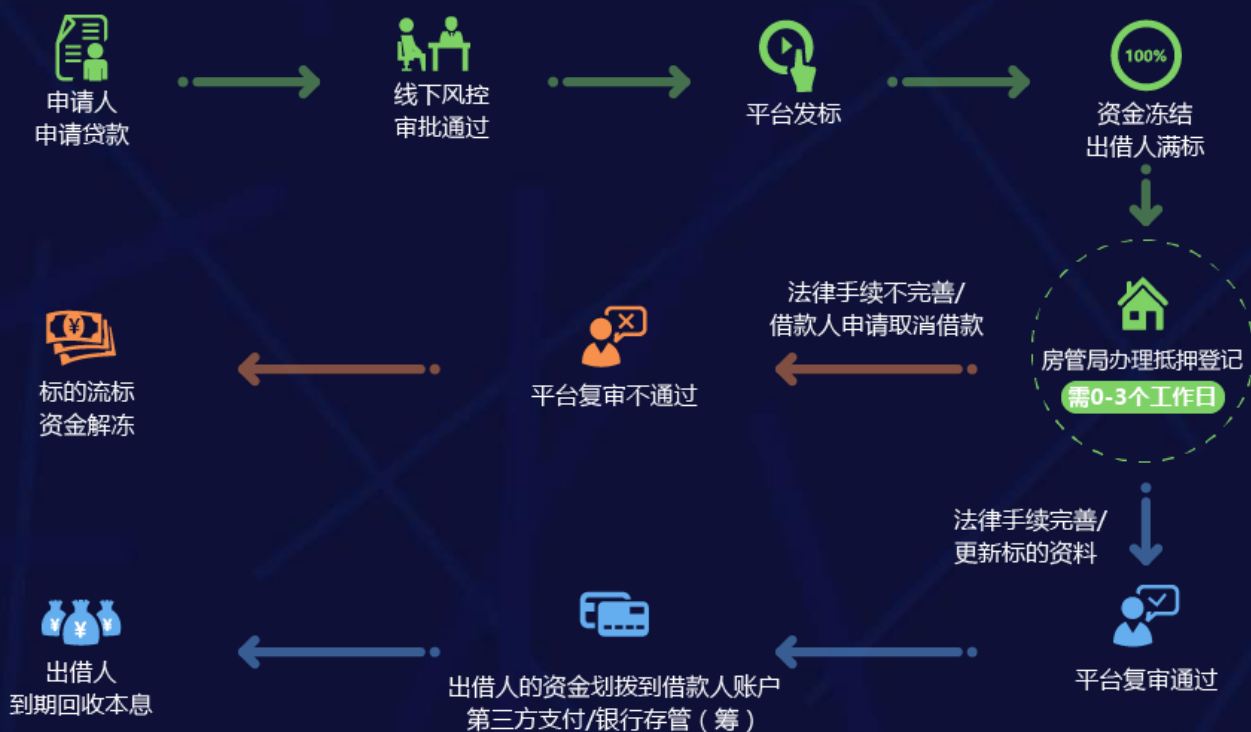 申请人
申请贷款
线下风控
审批通过
平台发标
100%
资金冻结
出借人满标
法律手续不完善/
借款人申请取消借款
房管局办理抵押登记
需0-3个工作日
平台复审不通过
¥
标的流标
资金解冻
法律手续完善/
更新标的资料
平台复审通过
出借人的资金划拨到借款人账户
第三方支付/银行存管（筹）
¥ ¥ ¥
出借人
到期回收本息